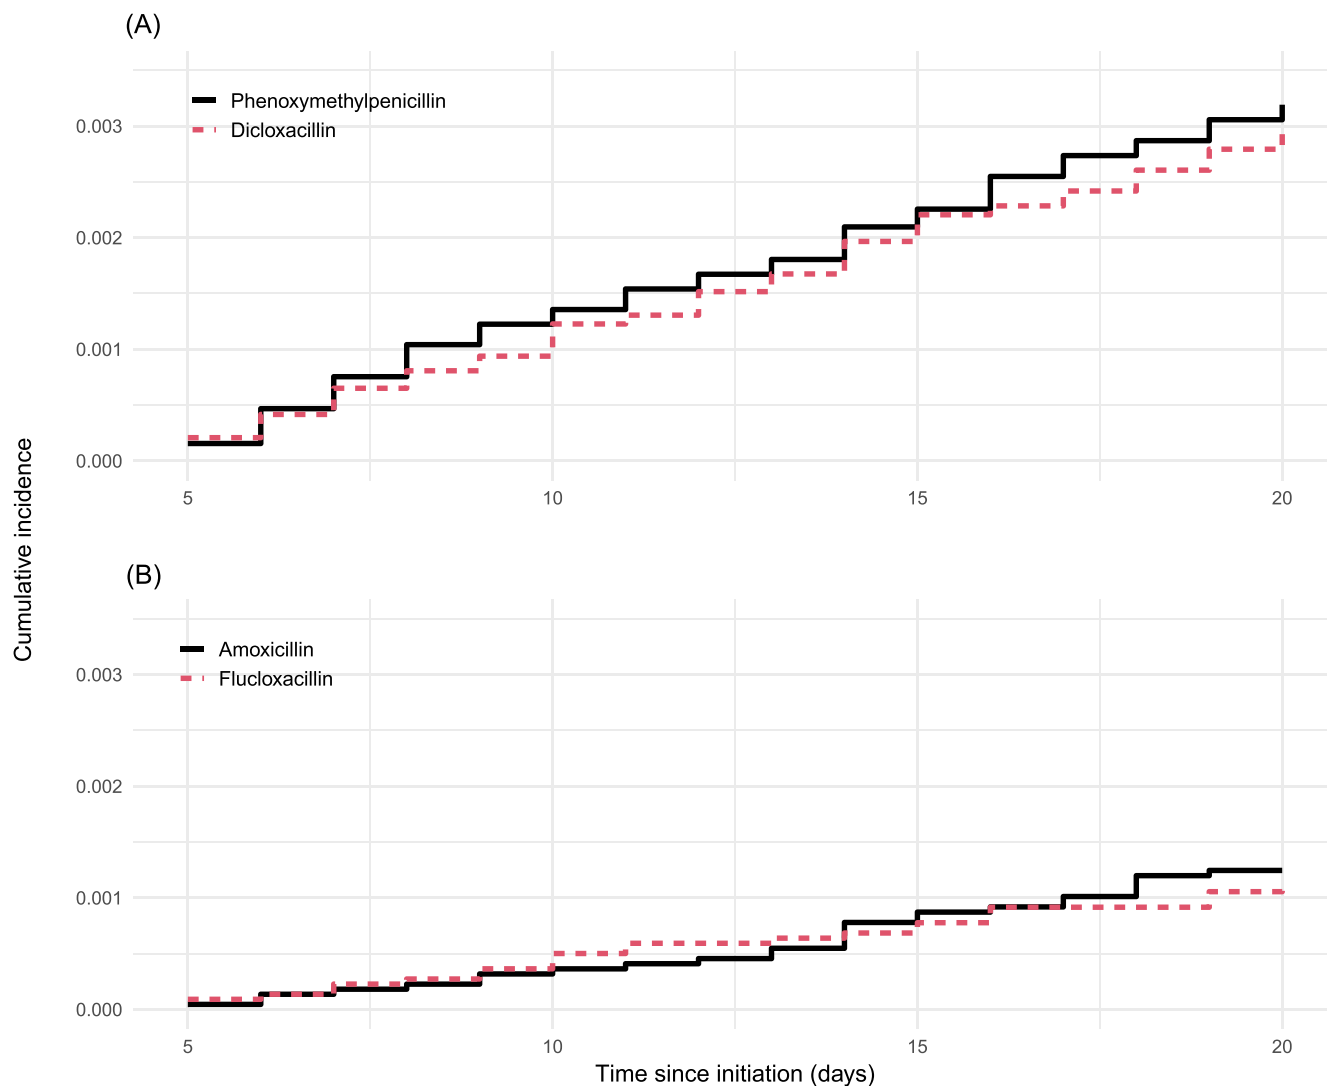 (A)
Phenoxymethylpenicillin
Dicloxacillin
0.003
0.002
0.001
0.000
5 10 15 20
Cumulative incidence
(B)
Amoxicillin
Flucloxacillin
0.003
0.002
0.001
0.000
5 10 15 20
Time since initiation (days)